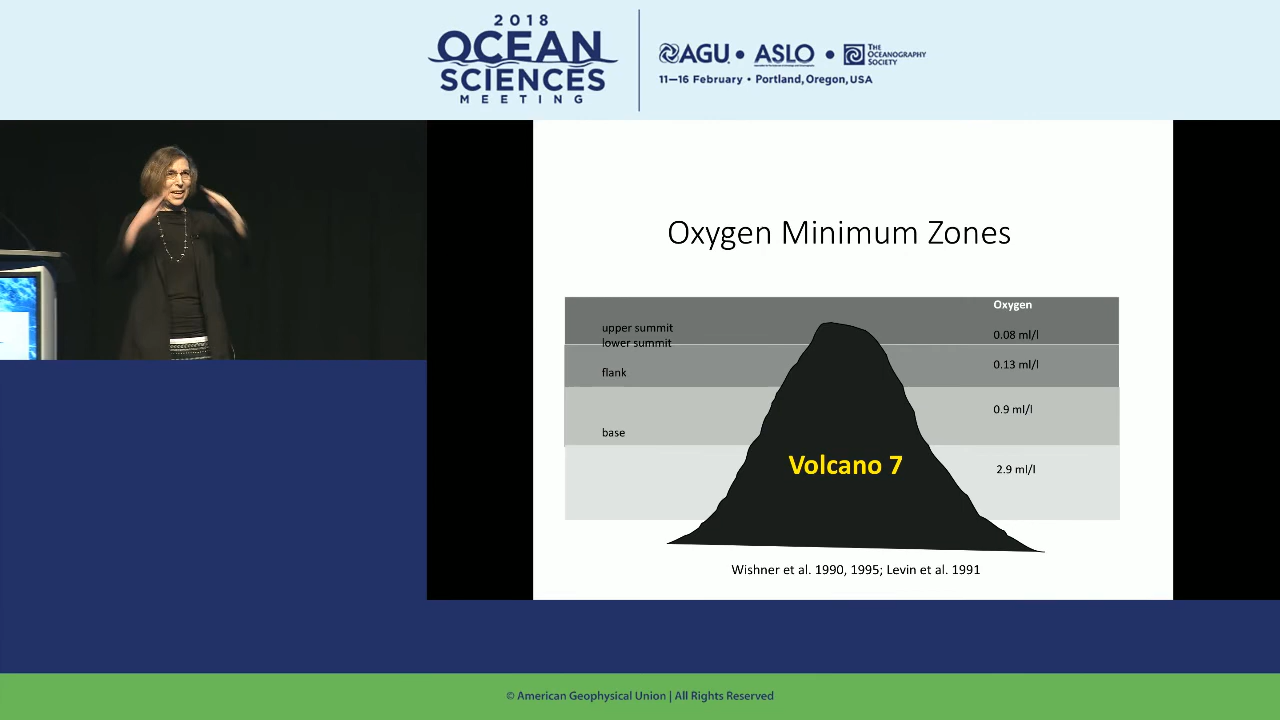 2018
OCEAN
SCIENCES
MEETING
AGU • ASLO • THE OCEANOGRAPHY SOCIETY
11–16 February • Portland, Oregon, USA
Oxygen Minimum Zones
Oxygen
upper summit
0.08 ml/l
lower summit
0.13 ml/l
flank
0.9 ml/l
base
Volcano 7
2.9 ml/l
Wishner et al. 1990, 1995; Levin et al. 1991
© American Geophysical Union | All Rights Reserved